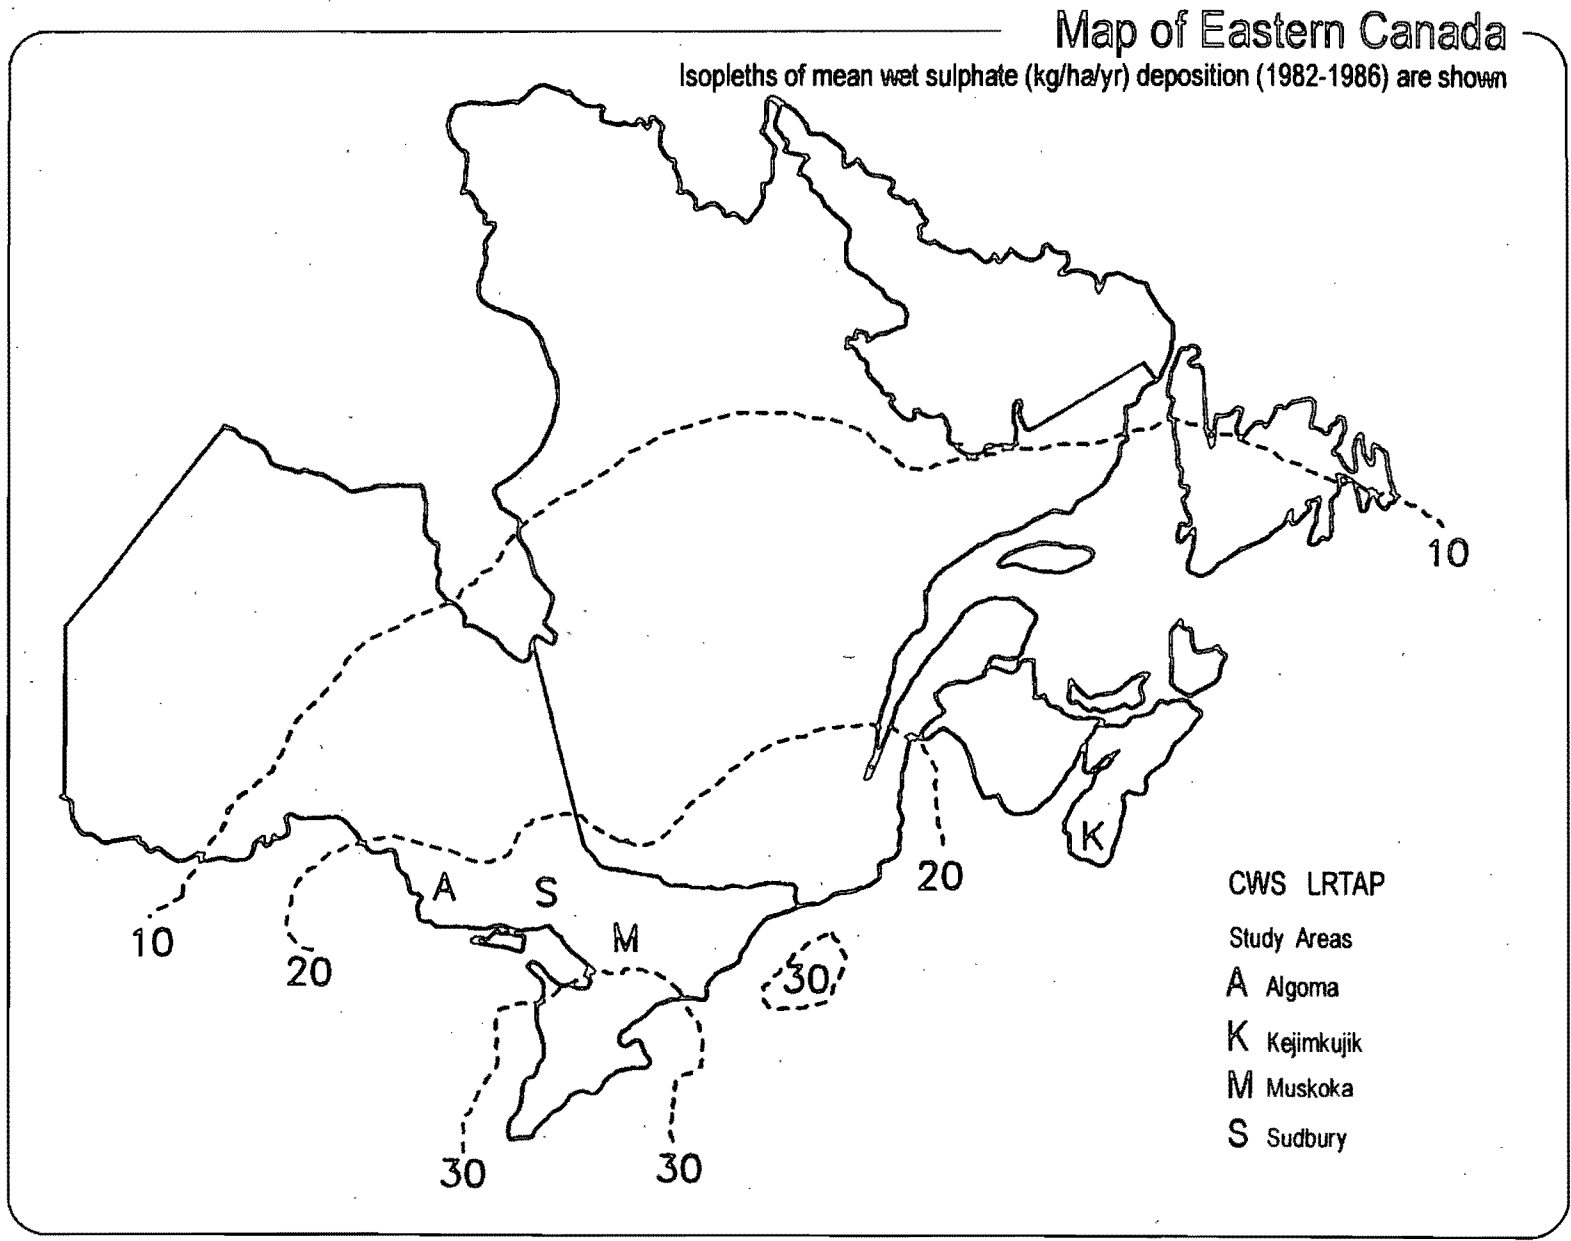 Map of Eastern Canada
Isopleths of mean wet sulphate (kg/ha/yr) deposition (1982-1986) are shown
10
K
20
CWS LRTAP
A
S
10
M
Study Areas
20
30
A Algoma
K Kejimkujik
M Muskoka
S Sudbury
30
30